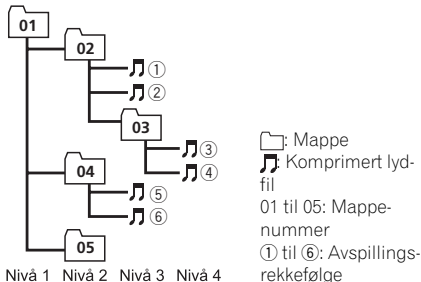 01
02
①
②
03
③
④
04
⑤
⑥
05
Nivå 1 Nivå 2 Nivå 3 Nivå 4
: Mappe
: Komprimert lyd-
fil
01 til 05: Mappe-
nummer
① til ⑥: Avspillings-
rekkefølge